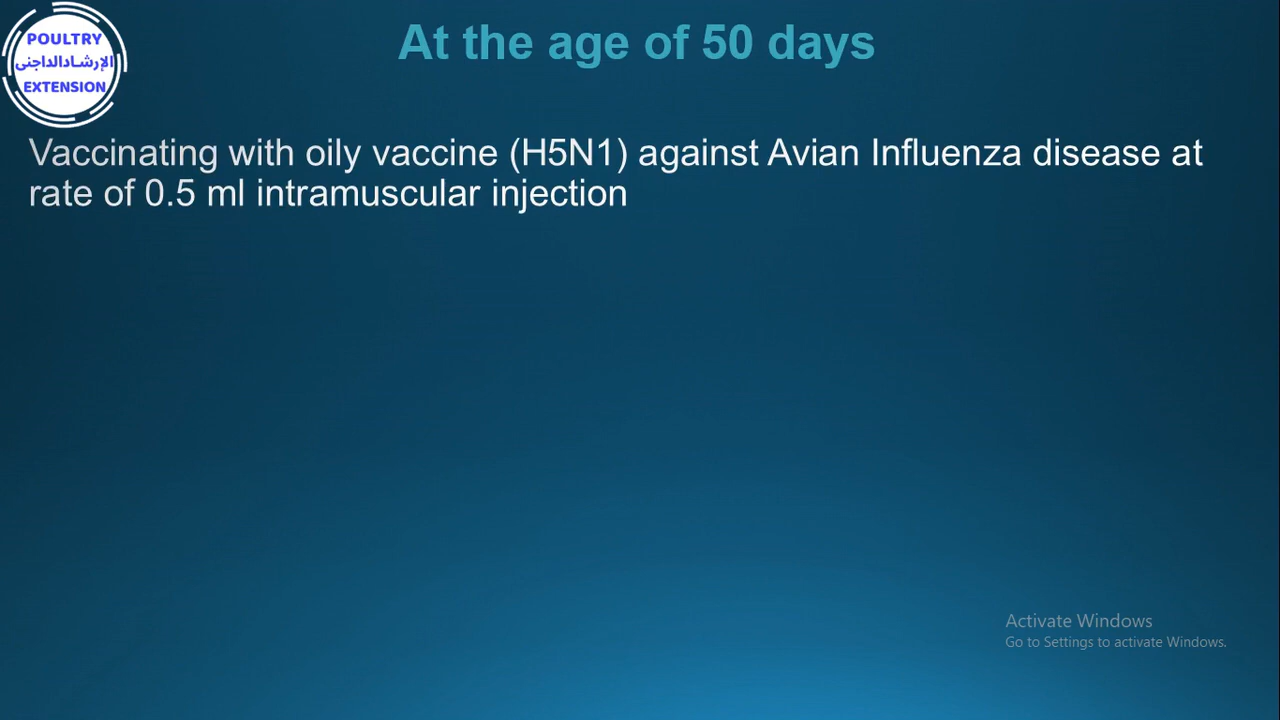 POULTRY
الإرشادالداجنى
EXTENSION
At the age of 50 days
Vaccinating with oily vaccine (H5N1) against Avian Influenza disease at
rate of 0.5 ml intramuscular injection
Activate Windows
Go to Settings to activate Windows.